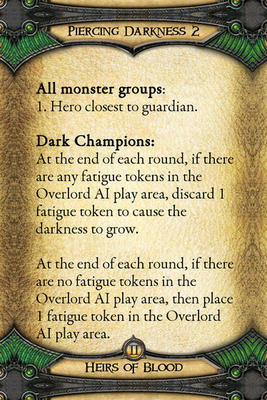 Piercing Darkness 2
All monster groups:
1. Hero closest to guardian.
Dark Champions:
At the end of each round, if there
are any fatigue tokens in the
Overlord AI play area, discard 1
fatigue token to cause the
darkness to grow.
At the end of each round, if there
are no fatigue tokens in the
Overlord AI play area, then place
1 fatigue token in the Overlord
AI play area.
11
Heirs of Blood